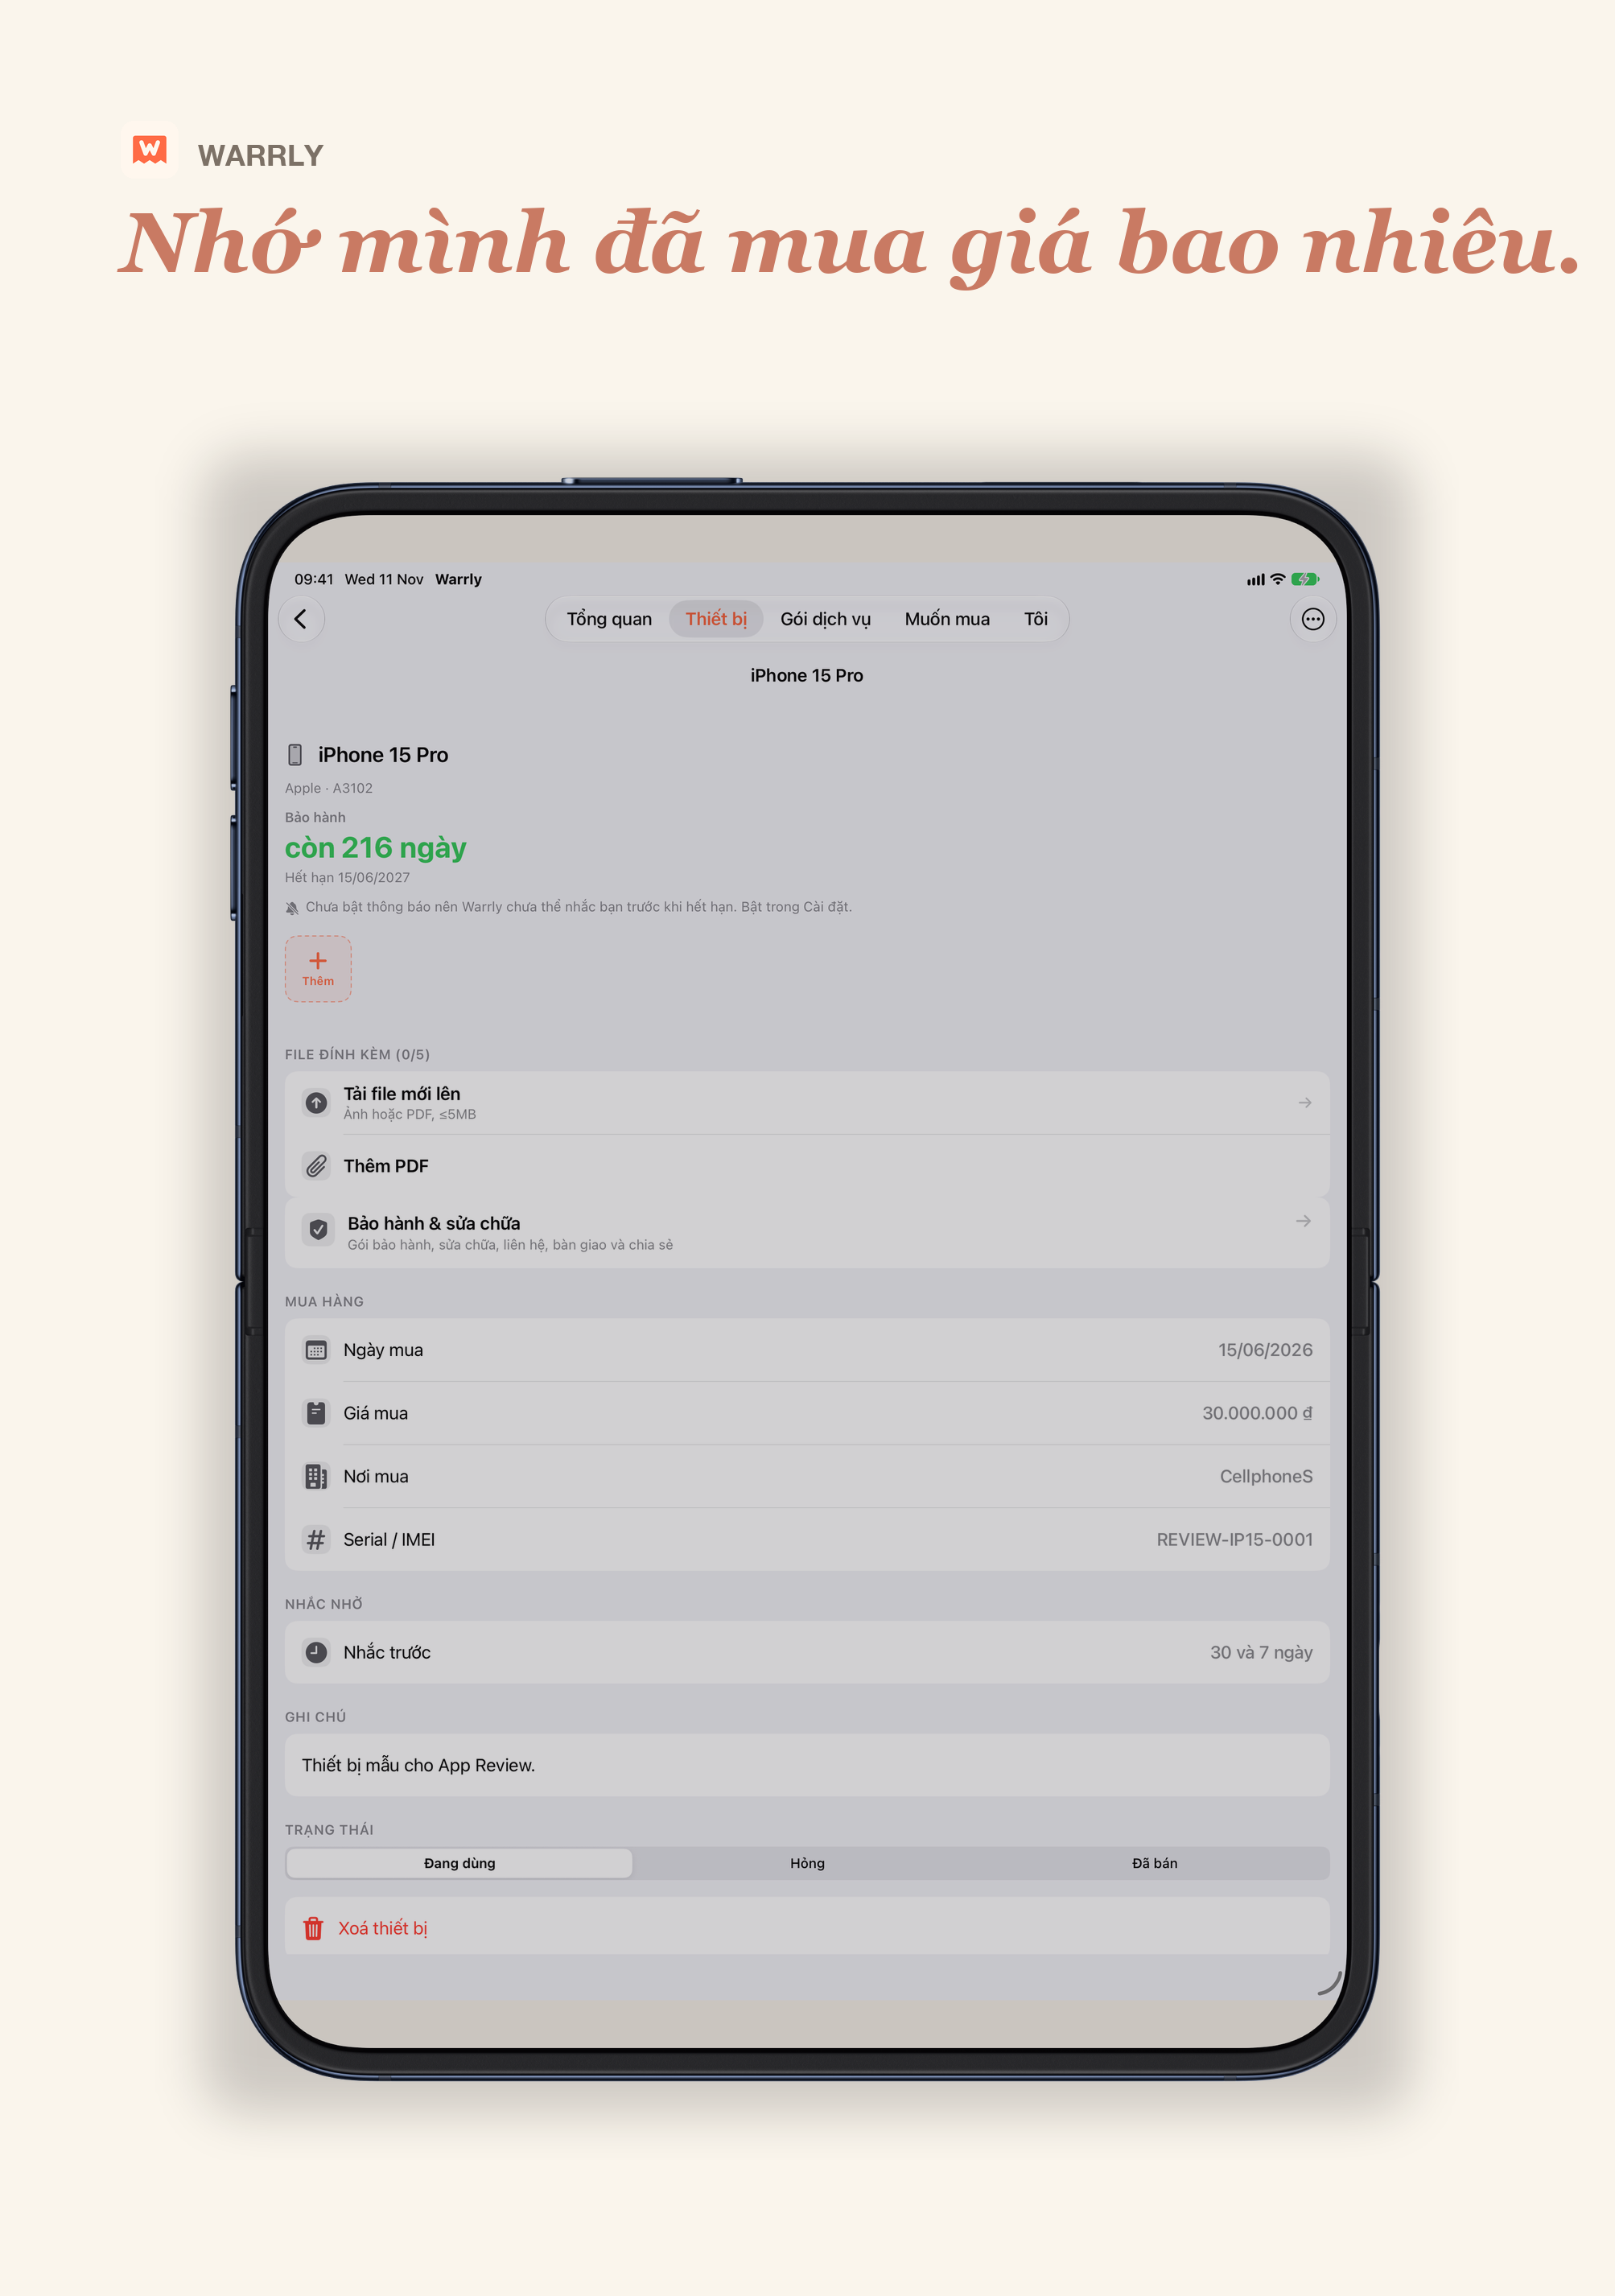 WARRLY
Nhớ mình đã mua giá bao nhiêu.
09:41 Wed 11 Nov Warrly
Tổng quan Thiết bị Gói dịch vụ Muốn mua Tôi
iPhone 15 Pro
iPhone 15 Pro
Apple · A3102
Bảo hành
còn 216 ngày
Hết hạn 15/06/2027
Chưa bật thông báo nên Warrly chưa thể nhắc bạn trước khi hết hạn. Bật trong Cài đặt.
Thêm
FILE ĐÍNH KÈM (0/5)
Tải file mới lên
Ảnh hoặc PDF, ≤5MB
Thêm PDF
Bảo hành & sửa chữa
Gói bảo hành, sửa chữa, liên hệ, bàn giao và chia sẻ
MUA HÀNG
Ngày mua 15/06/2026
Giá mua 30.000.000 ₫
Nơi mua CellphoneS
Serial / IMEI REVIEW-IP15-0001
NHẮC NHỞ
Nhắc trước 30 và 7 ngày
GHI CHÚ
Thiết bị mẫu cho App Review.
TRẠNG THÁI
Đang dùng Hỏng Đã bán
Xoá thiết bị